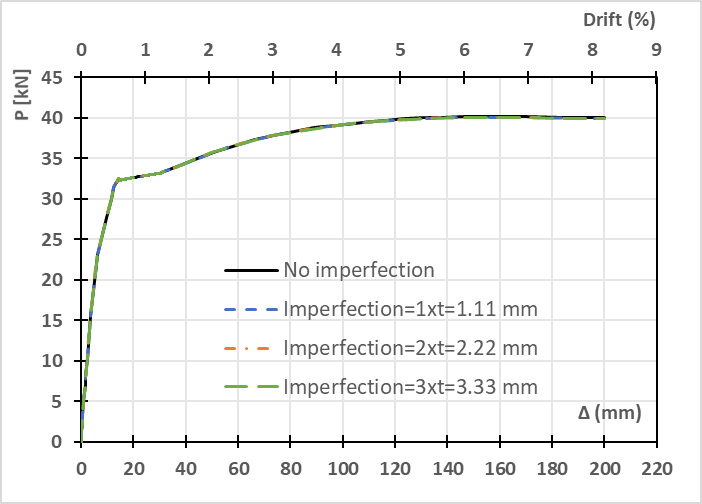 Drift (%)
0 1 2 3 4 5 6 7 8 9
P [kN]
45
40
35
30
25
20
15
10
5
0
No imperfection
Imperfection=1xt=1.11 mm
Imperfection=2xt=2.22 mm
Imperfection=3xt=3.33 mm
Δ (mm)
0 20 40 60 80 100 120 140 160 180 200 220